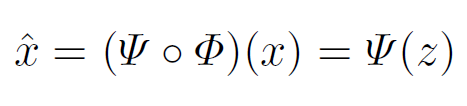 x̂ = (Ψ ∘ Φ)(x) = Ψ(z)